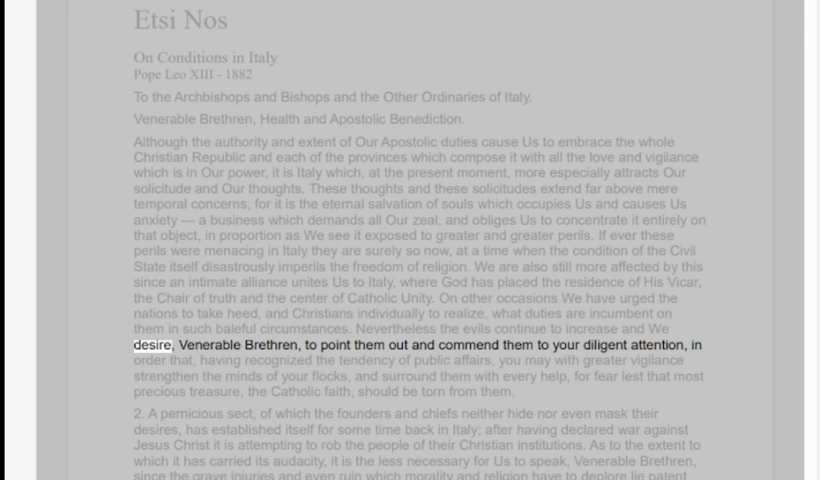 Etsi Nos
On Conditions in Italy
Pope Leo XIII - 1882
To the Archbishops and Bishops and the Other Ordinaries of Italy.
Venerable Brethren, Health and Apostolic Benediction.
Although the authority and extent of Our Apostolic duties cause Us to embrace the whole
Christian Republic and each of the provinces which compose it with all the love and vigilance
which is in Our power, it is Italy which, at the present moment, more especially attracts Our
solicitude and Our thoughts. These thoughts and these solicitudes extend far above mere
temporal concerns, for it is the eternal salvation of souls which occupies Us and causes Us
anxiety — a business which demands all Our zeal, and obliges Us to concentrate it entirely on
that object, in proportion as We see it exposed to greater and greater perils. If ever these
perils were menacing in Italy they are surely so now, at a time when the condition of the Civil
State itself disastrously imperils the freedom of religion. We are also still more affected by this
since an intimate alliance unites Us to Italy, where God has placed the residence of His Vicar,
the Chair of truth and the center of Catholic Unity. On other occasions We have urged the
nations to take heed, and Christians individually to realize, what duties are incumbent on
them in such baleful circumstances. Nevertheless the evils continue to increase and We
desire, Venerable Brethren, to point them out and commend them to your diligent attention, in
order that, having recognized the tendency of public affairs, you may with greater vigilance
strengthen the minds of your flocks, and surround them with every help, for fear lest that most
precious treasure, the Catholic faith, should be torn from them.
2. A pernicious sect, of which the founders and chiefs neither hide nor even mask their
desires, has established itself for some time back in Italy; after having declared war against
Jesus Christ it is attempting to rob the people of their Christian institutions. As to the extent to
which it has carried its audacity, it is the less necessary for Us to speak, Venerable Brethren,
since the grave injuries and even ruin which morality and religion have to deplore lie patent